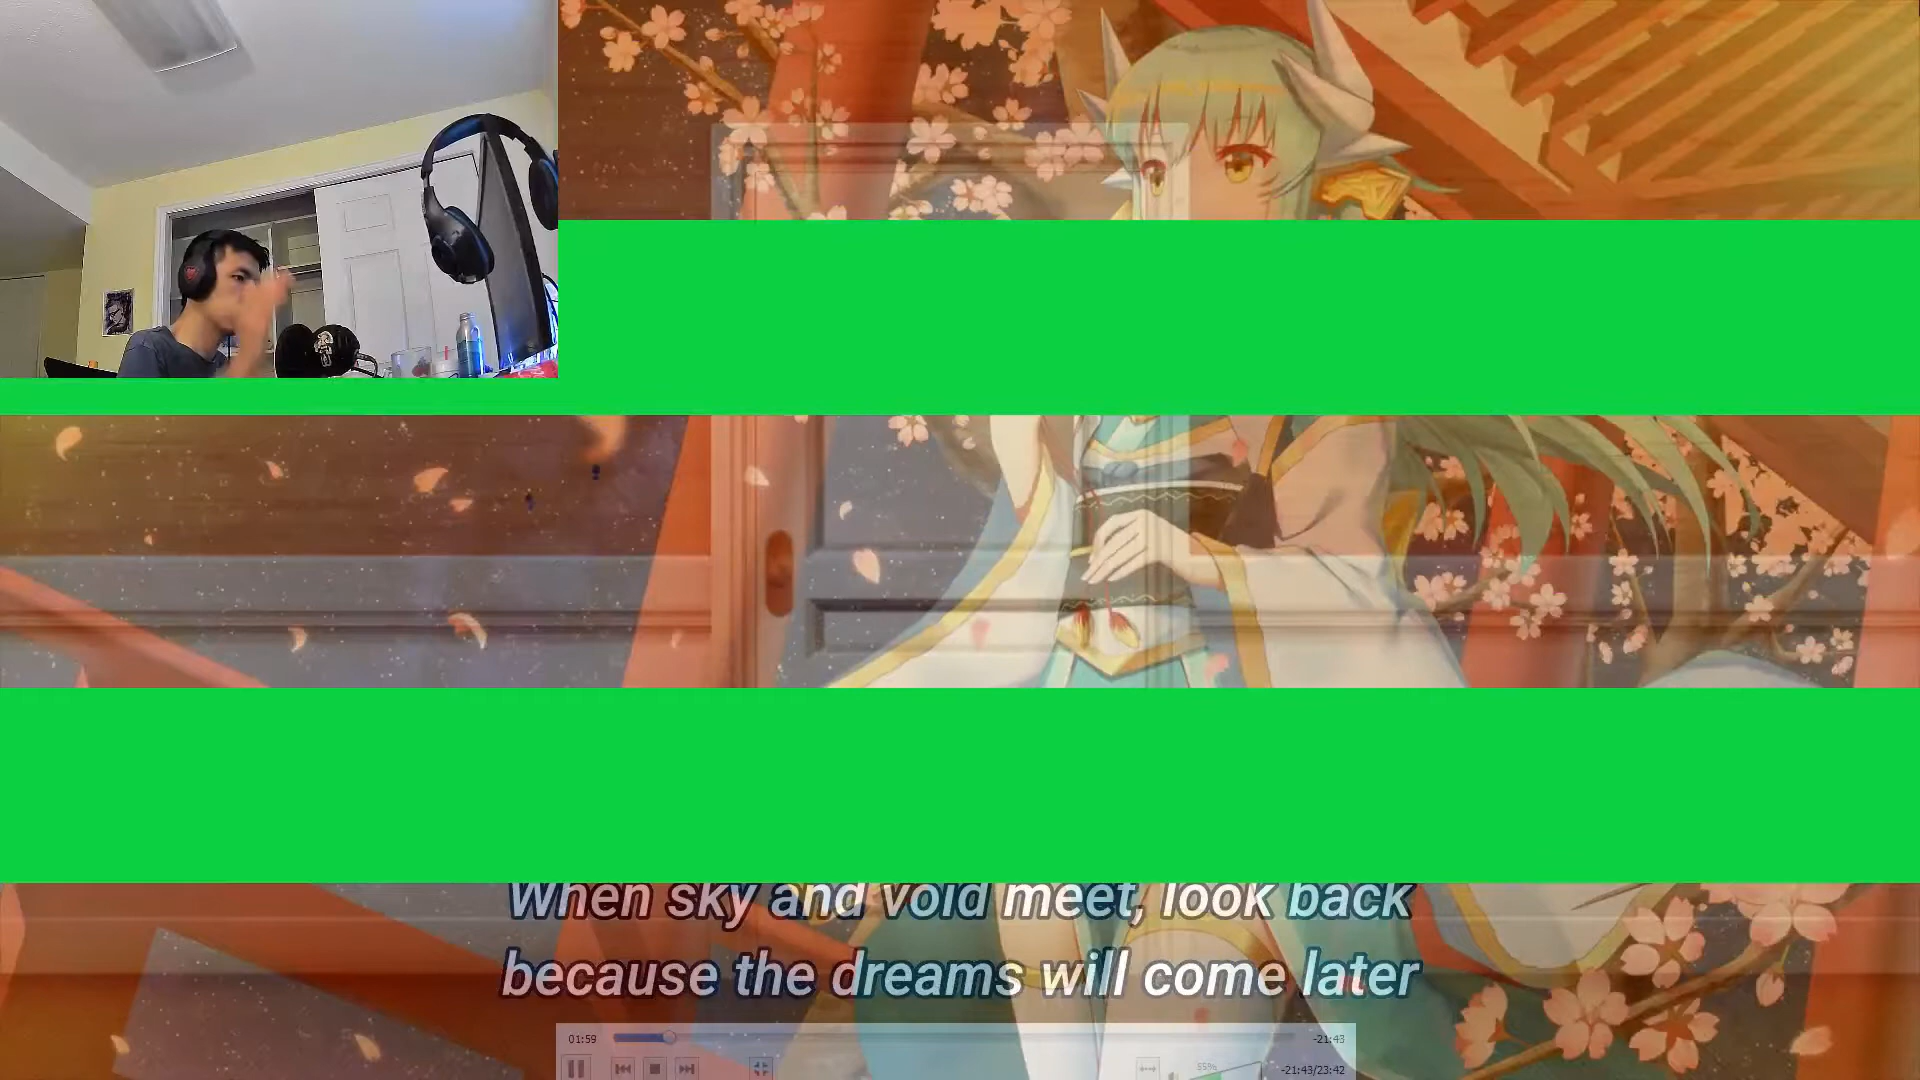 When sky and void meet, look back
because the dreams will come later
01:59
-21:43
55%
-21:43/23:42